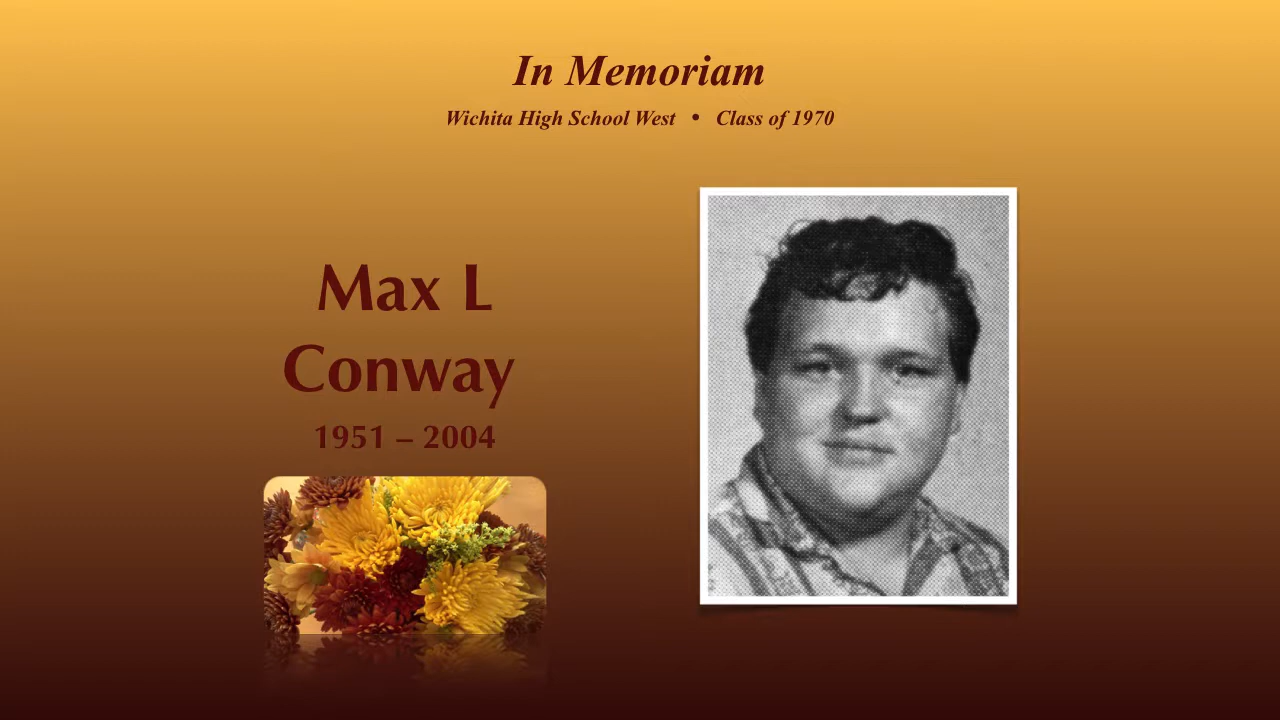 In Memoriam
Wichita High School West • Class of 1970
Max L
Conway
1951 – 2004